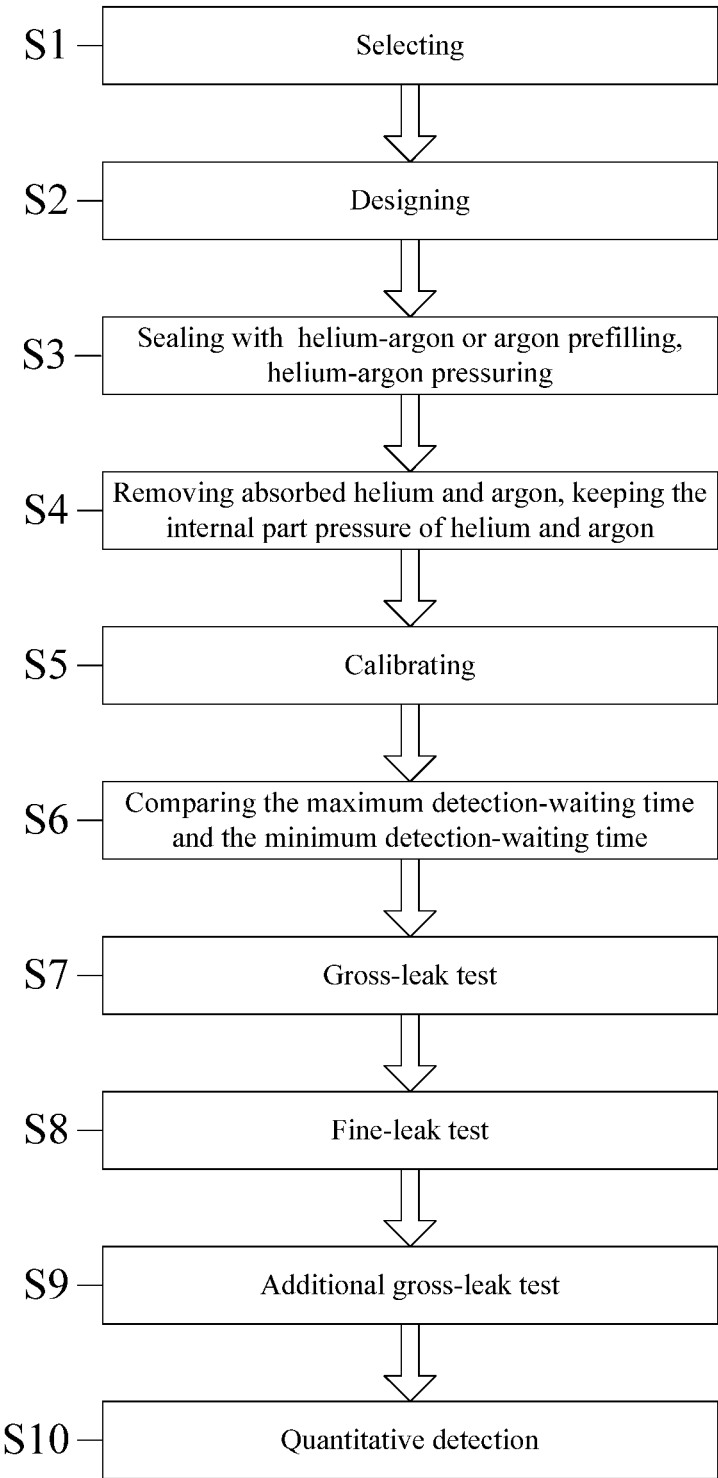 S1
Selecting
S2
Designing
S3
Sealing with helium-argon or argon prefilling,
helium-argon pressuring
S4
Removing absorbed helium and argon, keeping the
internal part pressure of helium and argon
S5
Calibrating
S6
Comparing the maximum detection-waiting time
and the minimum detection-waiting time
S7
Gross-leak test
S8
Fine-leak test
S9
Additional gross-leak test
S10
Quantitative detection